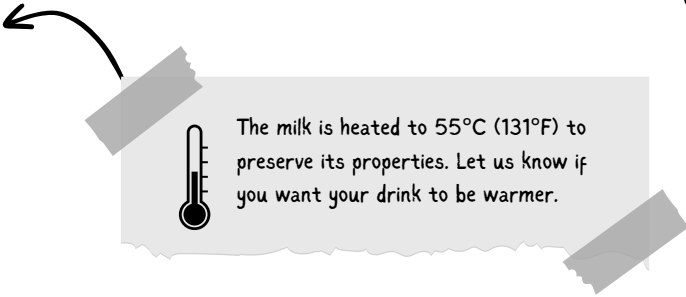 The milk is heated to 55°C (131°F) to
preserve its properties. Let us know if
you want your drink to be warmer.